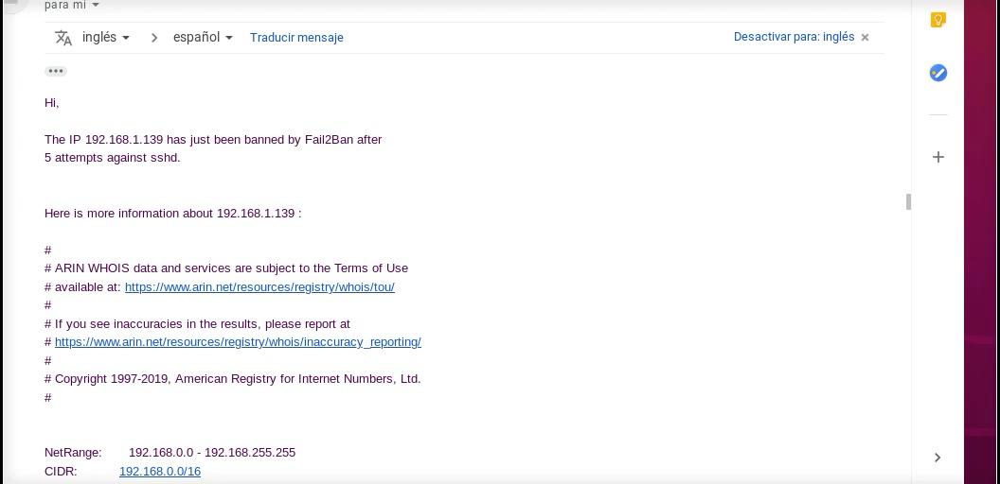 para mí
inglés > español Traducir mensaje Desactivar para: inglés ×
•••
Hi,
The IP 192.168.1.139 has just been banned by Fail2Ban after
5 attempts against sshd.
Here is more information about 192.168.1.139 :
#
# ARIN WHOIS data and services are subject to the Terms of Use
# available at: https://www.arin.net/resources/registry/whois/tou/
#
# If you see inaccuracies in the results, please report at
# https://www.arin.net/resources/registry/whois/inaccuracy_reporting/
#
# Copyright 1997-2019, American Registry for Internet Numbers, Ltd.
#
NetRange: 192.168.0.0 - 192.168.255.255
CIDR: 192.168.0.0/16